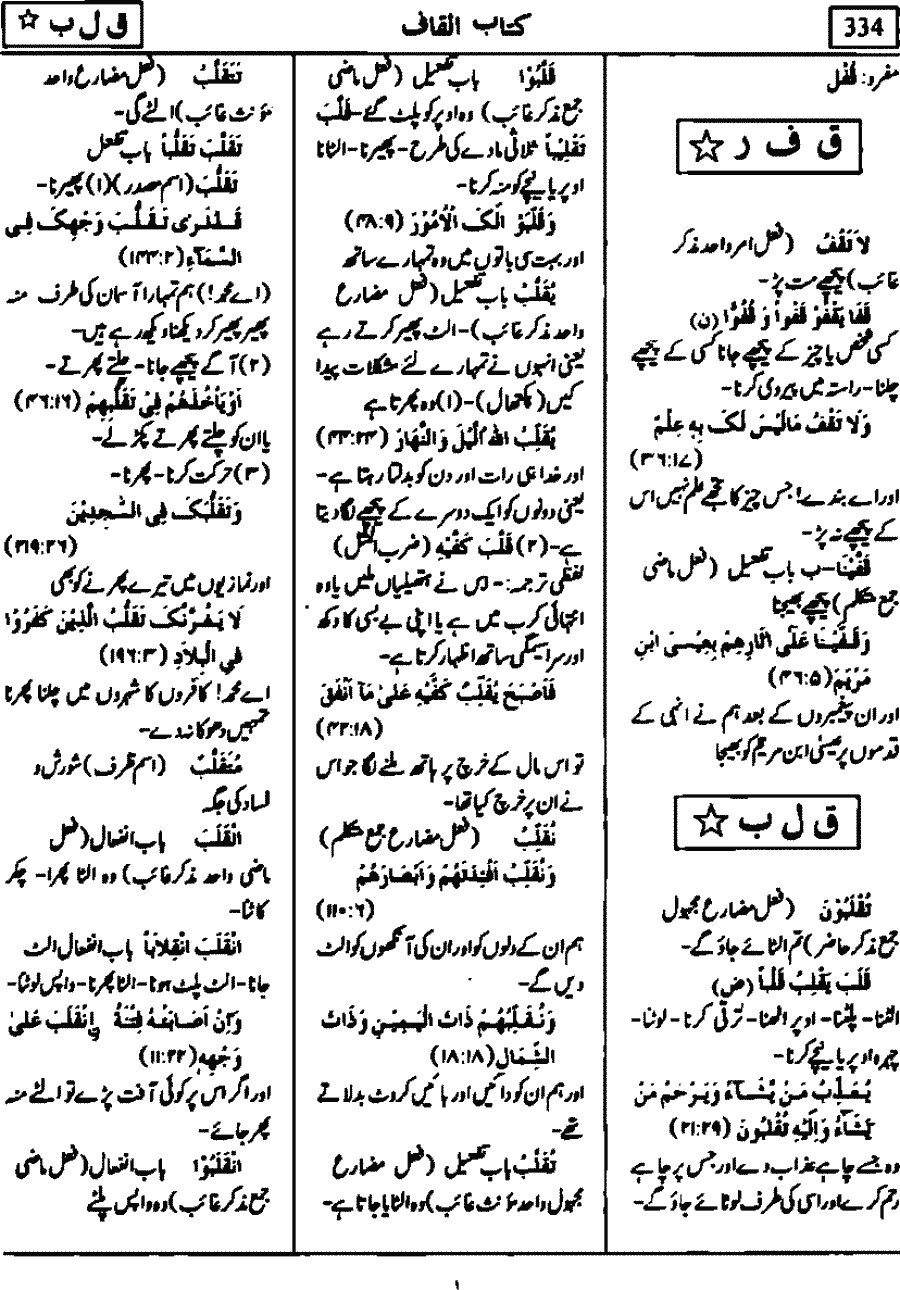 334
کتاب القاف
ق ل ب ☆
مفرد: قُفل
ق ف ر ☆
لَا تَقْفُ (فعل امر واحد مذکر
غائب) پیچھے مت پڑ-
قَفَا يَقْفُوْ قَفْواً وَ قُفُوًّا (ن)
کسی شخص یا چیز کے پیچھے جانا کسی کے پیچھے
چلنا- راستہ میں پیروی کرنا-
وَلَا تَقْفُ مَالَيْسَ لَکَ بِهٖ عِلْمٌ
(۳۶:۱۷)
اور اے بندے! جس چیز کا تجھے علم نہیں اس
کے پیچھے نہ پڑ-
قَفَّيْنَا-ب باب تفعیل (فعل ماضی
جمع متکلم) پیچھے بھیجا
وَلَقَفَّيْنَا عَلٰى اٰثَارِهِمْ بِعِيْسَى ابْنِ
مَرْيَمَ (۴۶:۵)
اور ان پیغمبروں کے بعد ہم نے انہی کے
قدموں پر عیسیٰ ابن مریم کو بھیجا
ق ل ب ☆
تُقْلَبُوْنَ (فعل مضارع مجہول
جمع مذکر حاضر) تم الٹائے جاؤ گے-
قَلَبَ يَقْلِبُ قَلْباً (ض)
الٹنا- پلٹنا- اوپر اٹھنا- ترقی کرنا- لوٹنا-
چہرہ اوپر یا نیچے کرنا-
يُعَذِّبُ مَنْ يَّشَآءُ وَيَرْحَمُ مَنْ
يَّشَآءُ وَاِلَيْهِ تُقْلَبُوْنَ (۲۱:۲۹)
وہ جسے چاہے عذاب دے اور جس پر چاہے
رحم کرے اور اسی کی طرف لوٹائے جاؤ گے-
قَلَّبُوْا باب تفعیل (فعل ماضی
جمع مذکر غائب) وہ اوپر کو پلٹ گئے- قَلَّبَ
تَقْلِيْباً ثلاثی مادے کی طرح- پھیرنا- الٹانا
اوپر یا نیچے کو منہ کرنا-
وَقَلَّبُوْ الَکَ الْاُمُوْرَ (۴۸:۹)
اور بہت سی باتوں میں وہ تمہارے ساتھ
يُقَلِّبُ باب تفعیل (فعل مضارع
واحد مذکر غائب)- الٹ پھیر کرتے رہے
یعنی انہوں نے تمہارے لئے مشکلات پیدا
کیں (مکتھال)- (۱) وہ پھرتا ہے
يُقَلِّبُ اللهُ الَّيْلَ وَالنَّهَارَ (۴۴:۲۴)
اور خدا ہی رات اور دن کو بدلتا رہتا ہے-
یعنی دونوں کو ایک دوسرے کے پیچھے لگا دیتا
ہے- (۲) قَلَّبَ كَفَّيْهِ (ضرب المثل)
لفظی ترجمہ:- اس نے ہتھیلیاں ملیں یا وہ
انتہائی کرب میں ہے یا اپنی بے بسی کا دکھ
اور سراسیمگی ساتھ اظہار کرتا ہے-
فَاَصْبَحَ يُقَلِّبُ كَفَّيْهِ عَلٰى مَآ اَنْفَقَ
(۴۲:۱۸)
تو اس مال کے خرچ پر ہاتھ ملنے لگا جو اس
نے ان پر خرچ کیا تھا-
نُقَلِّبُ (فعل مضارع جمع متکلم)
وَنُقَلِّبُ اَفْئِدَتَهُمْ وَاَبْصَارَهُمْ
(۱۱۰:۶)
ہم ان کے دلوں کو اور ان کی آنکھوں کو الٹ
دیں گے-
وَنُقَلِّبُهُمْ ذَاتَ الْيَمِيْنِ وَذَاتَ
الشِّمَالِ (۱۸:۱۸)
اور ہم ان کو دائیں اور بائیں کروٹ بدلاتے
تھے-
تُقَلَّبُ باب تفعیل (فعل مضارع
مجہول واحد مؤنث غائب) وہ الٹایا جاتا ہے-
تَتَقَلَّبُ (فعل مضارع واحد
مؤنث غائب) الٹے گی-
تَقَلَّبَ تَقَلُّباً باب تفعل
تَقَلُّبَ (اسم مصدر) (۱) پھیرنا-
قَدْنَرٰى تَقَلُّبَ وَجْهِکَ فِی
السَّمَآءِ (۱۴۴:۲)
(اے محمد!) ہم تمہارا آسمان کی طرف منہ
پھیر پھیر کر دیکھنا دیکھ رہے ہیں-
(۲) آگے پیچھے جانا- چلتے پھرتے-
اَوْيَاْخُذَهُمْ فِیْ تَقَلُّبِهِمْ (۴۶:۱۶)
یا ان کو چلتے پھرتے پکڑ لے-
(۳) حرکت کرنا- پھرنا-
وَتَقَلُّبَکَ فِی السّٰجِدِيْنَ
(۲۱۹:۲۶)
اور نمازیوں میں تیرے پھرنے کو بھی
لَا يَغُرَّنَّکَ تَقَلُّبُ الَّذِيْنَ كَفَرُوْا
فِی الْبِلَادِ (۱۹۶:۳)
اے محمد! کافروں کا شہروں میں چلنا پھرنا
تمہیں دھوکا نہ دے-
مُتَقَلَّبٌ (اسم ظرف) شورش و
فساد کی جگہ
انْقَلَبَ باب انفعال (فعل
ماضی واحد مذکر غائب) وہ الٹا پھرا- چکر
کاٹا-
انْقَلَبَ انْقِلَاباً باب انفعال الٹ
جانا- الٹ پلٹ ہونا- الٹا پھرنا- واپس لوٹنا-
وَاِنْ اَصَابَتْهُ فِتْنَةُ ِۨ انْقَلَبَ عَلٰى
وَجْهِهٖ (۱۱:۲۲)
اور اگر اس پر کوئی آفت پڑے تو الٹے منہ
پھر جائے-
انْقَلَبُوْا باب انفعال (فعل ماضی
جمع مذکر غائب) وہ واپس پلٹے
۱